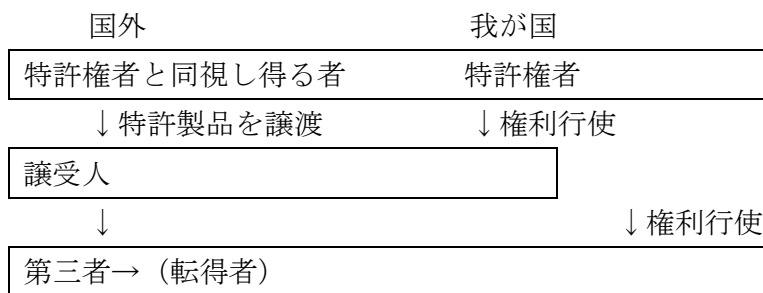 国外 我が国
特許権者と同視し得る者 特許権者
↓特許製品を譲渡 ↓権利行使
譲受人
↓ ↓権利行使
第三者→（転得者）